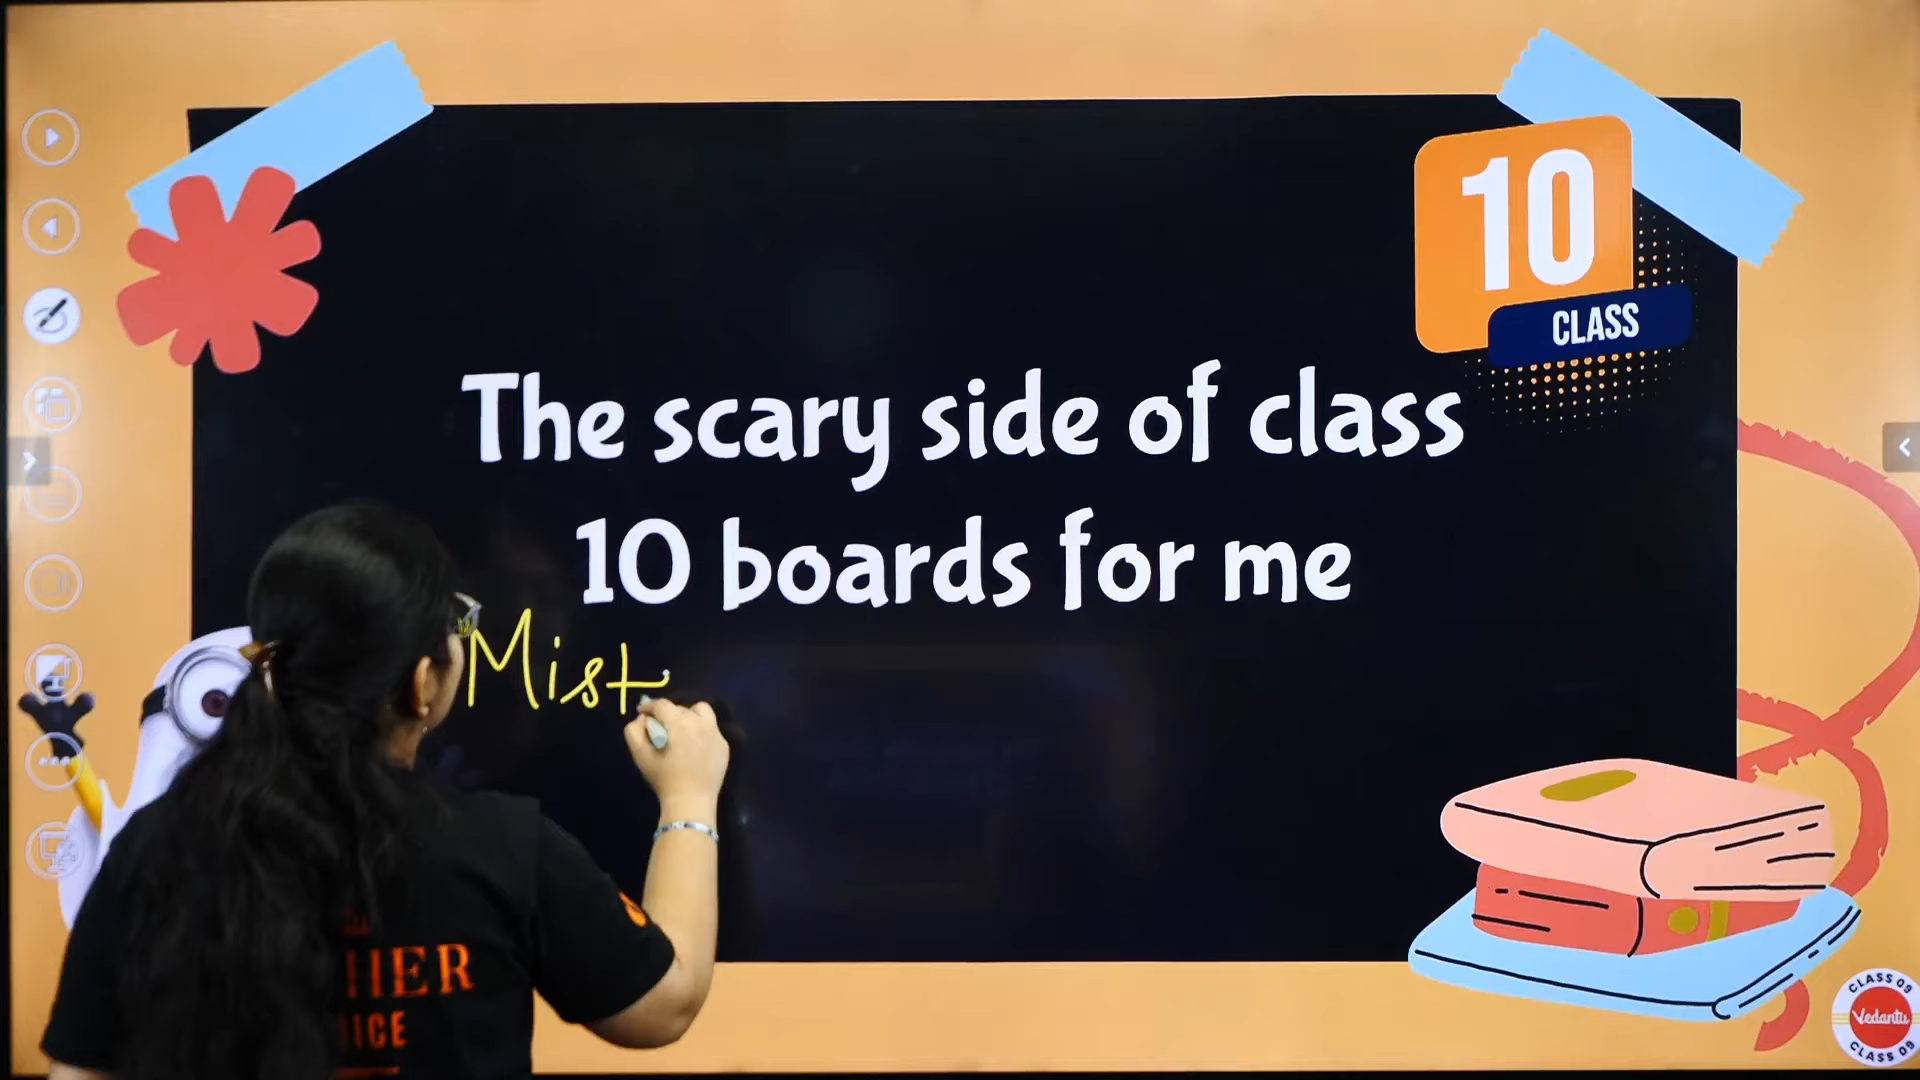 10
CLASS
The scary side of class
10 boards for me
Mist
HER
ICE
CLASS 09
Vedantu
CLASS 09